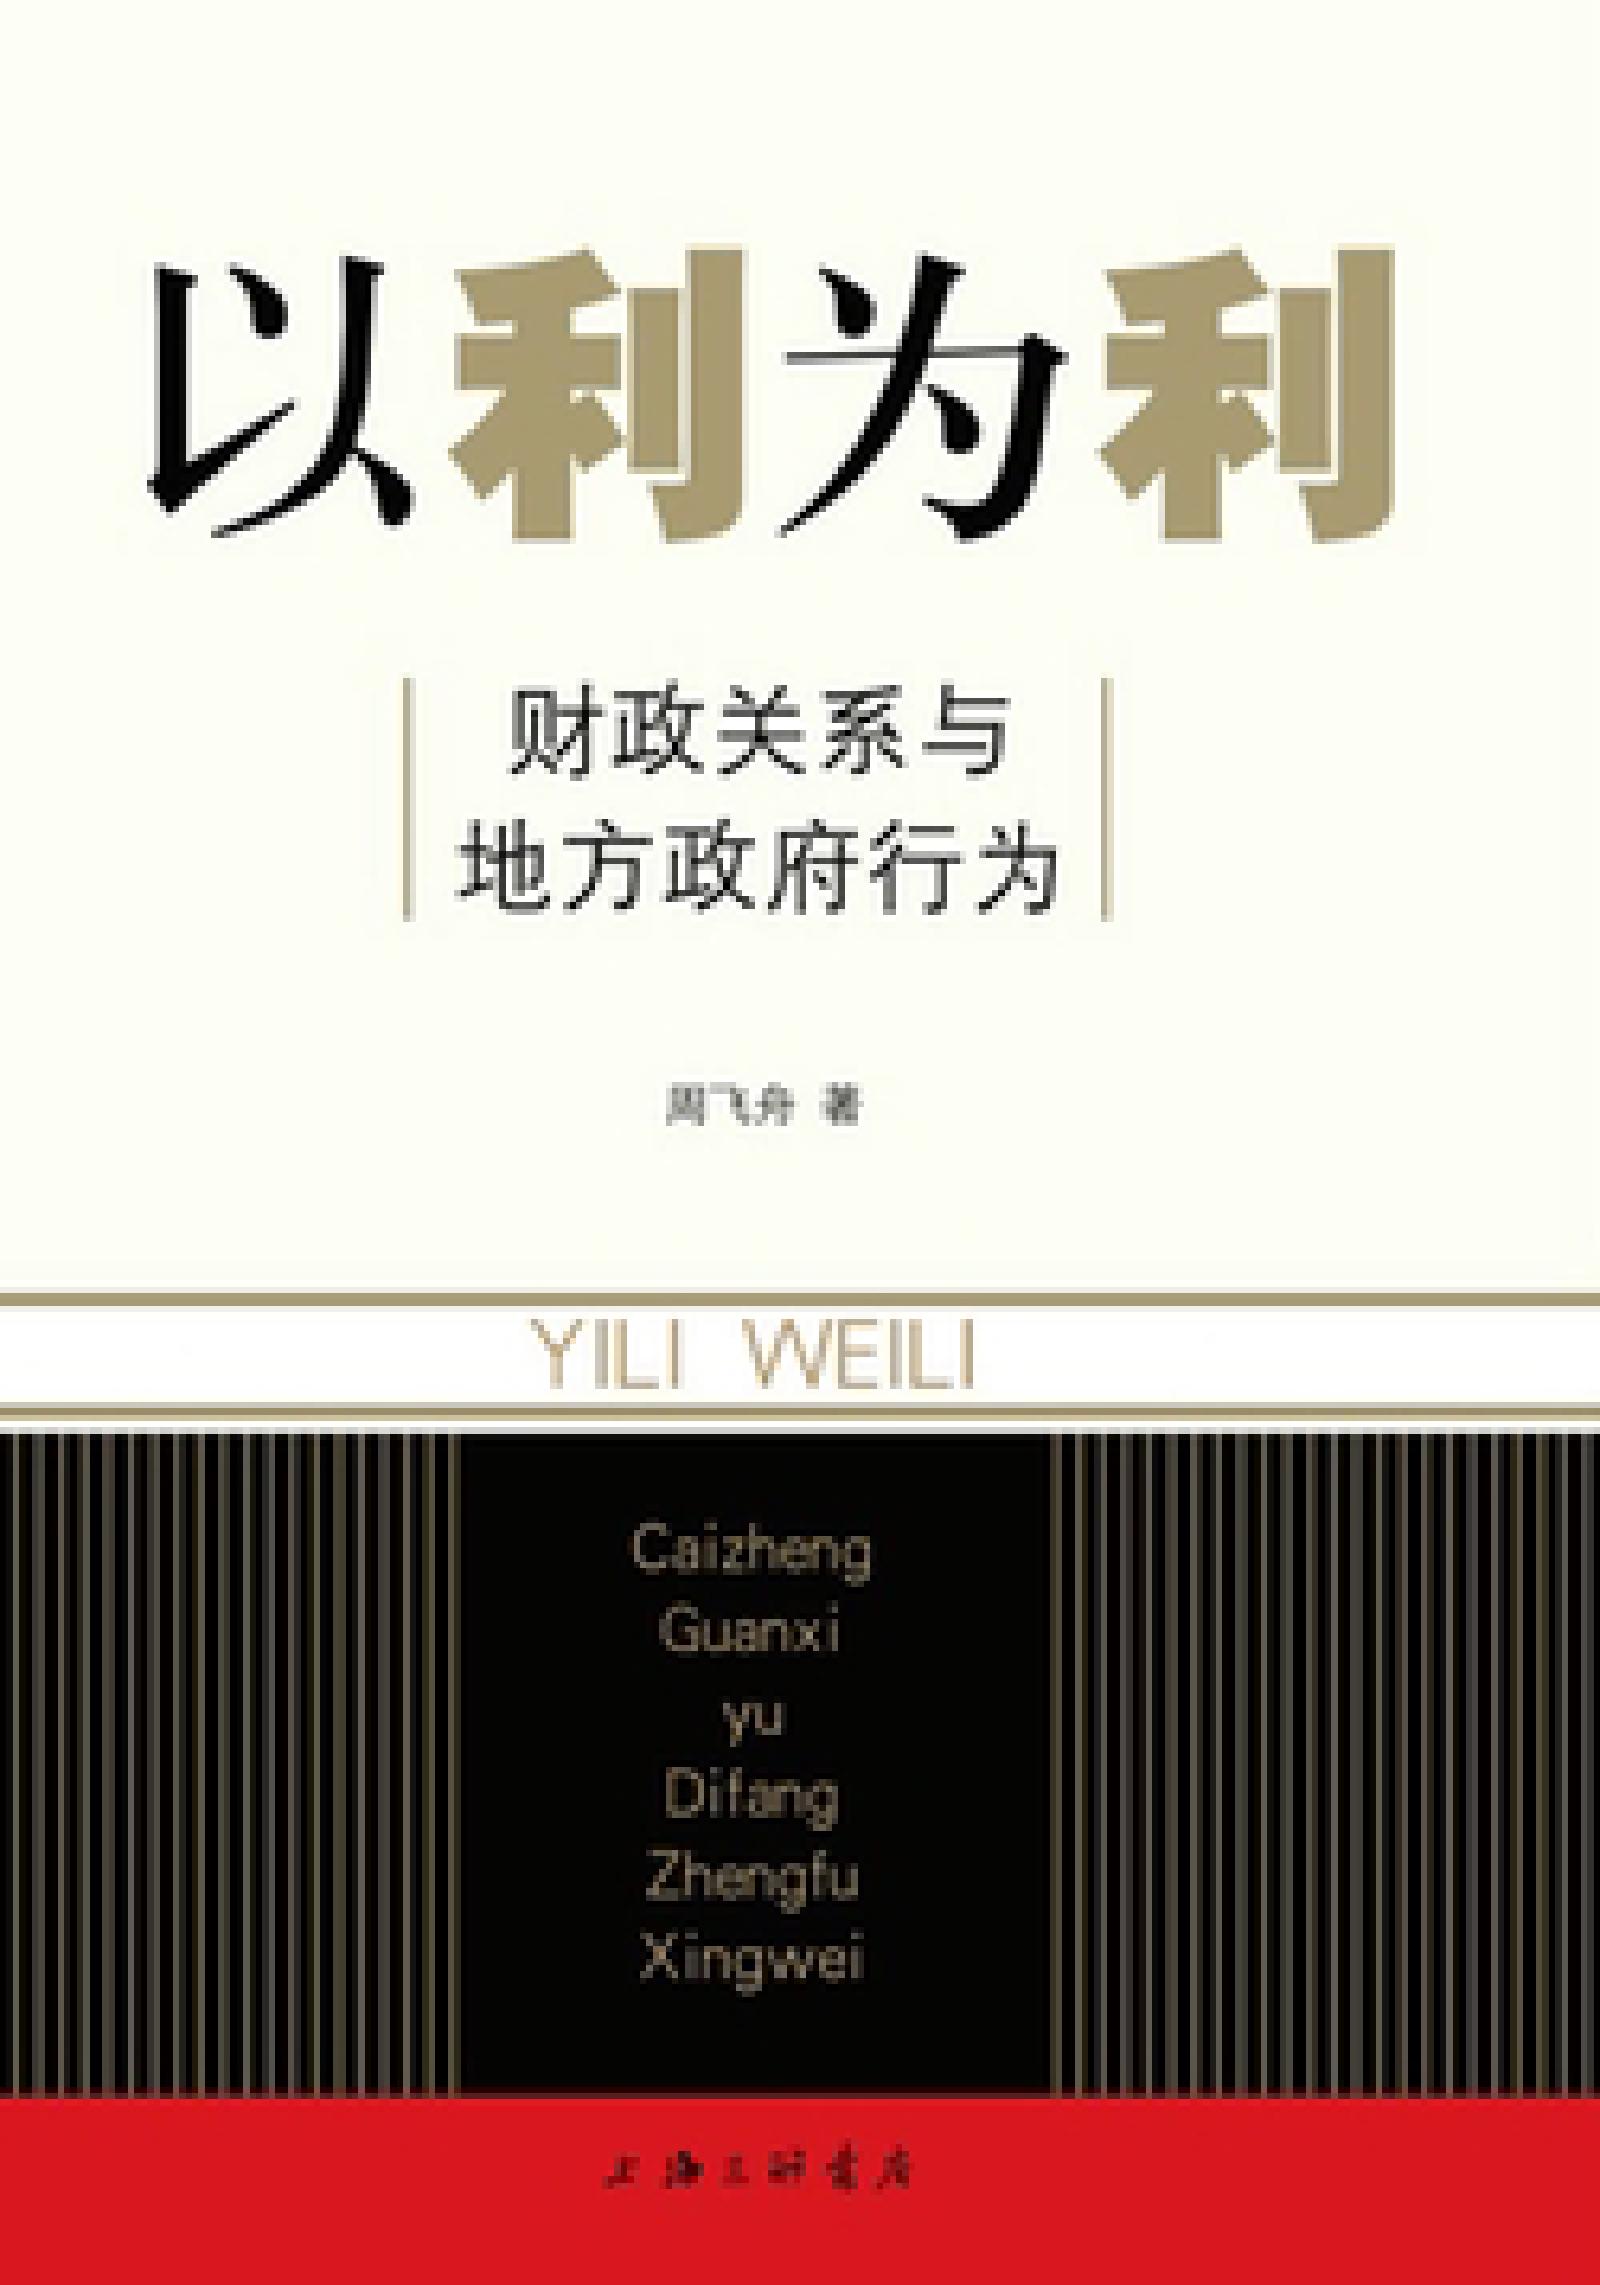 以利为利
财政关系与
地方政府行为
周飞舟 著
YILI WEILI
Caizheng
Guanxi
yu
Difang
Zhengfu
Xingwei
上海三联书店